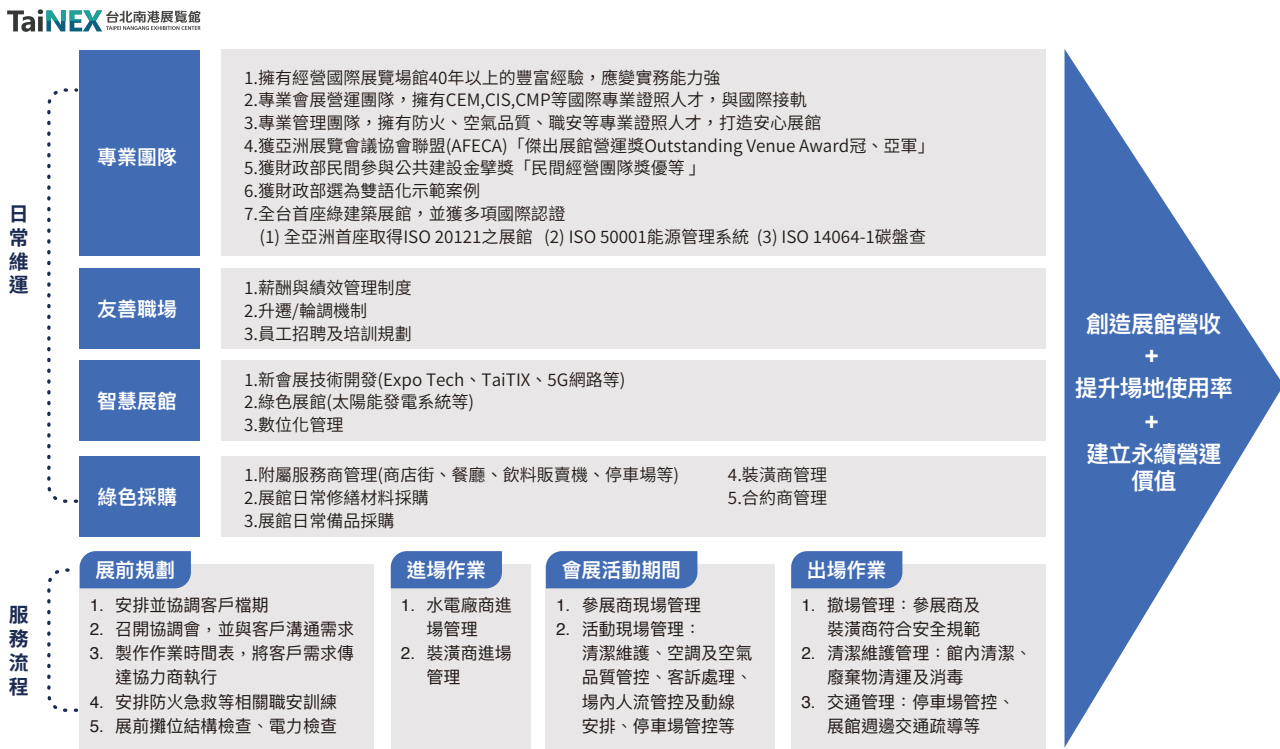 TaiNEX 台北南港展覽館
TAIPEI NANGANG EXHIBITION CENTER
日常維運
專業團隊
1.擁有經營國際展覽場館40年以上的豐富經驗，應變實務能力強
2.專業會展營運團隊，擁有CEM,CIS,CMP等國際專業證照人才，與國際接軌
3.專業管理團隊，擁有防火、空氣品質、職安等專業證照人才，打造安心展館
4.獲亞洲展覽會議協會聯盟(AFECA)「傑出展館營運獎Outstanding Venue Award冠、亞軍」
5.獲財政部民間參與公共建設金擘獎「民間經營團隊獎優等 」
6.獲財政部選為雙語化示範案例
7.全台首座綠建築展館，並獲多項國際認證
(1) 全亞洲首座取得ISO 20121之展館 (2) ISO 50001能源管理系統 (3) ISO 14064-1碳盤查
友善職場
1.薪酬與績效管理制度
2.升遷/輪調機制
3.員工招聘及培訓規劃
智慧展館
1.新會展技術開發(Expo Tech、TaiTIX、5G網路等)
2.綠色展館(太陽能發電系統等)
3.數位化管理
綠色採購
1.附屬服務商管理(商店街、餐廳、飲料販賣機、停車場等)
2.展館日常修繕材料採購
3.展館日常備品採購
4.裝潢商管理
5.合約商管理
服務流程
展前規劃
1. 安排並協調客戶檔期
2. 召開協調會，並與客戶溝通需求
3. 製作作業時間表，將客戶需求傳
達協力商執行
4. 安排防火急救等相關職安訓練
5. 展前攤位結構檢查、電力檢查
進場作業
1. 水電廠商進
場管理
2. 裝潢商進場
管理
會展活動期間
1. 參展商現場管理
2. 活動現場管理：
清潔維護、空調及空氣
品質管控、客訴處理、
場內人流管控及動線
安排、停車場管控等
出場作業
1. 撤場管理：參展商及
裝潢商符合安全規範
2. 清潔維護管理：館內清潔、
廢棄物清運及消毒
3. 交通管理：停車場管控、
展館週邊交通疏導等
創造展館營收
+
提升場地使用率
+
建立永續營運
價值